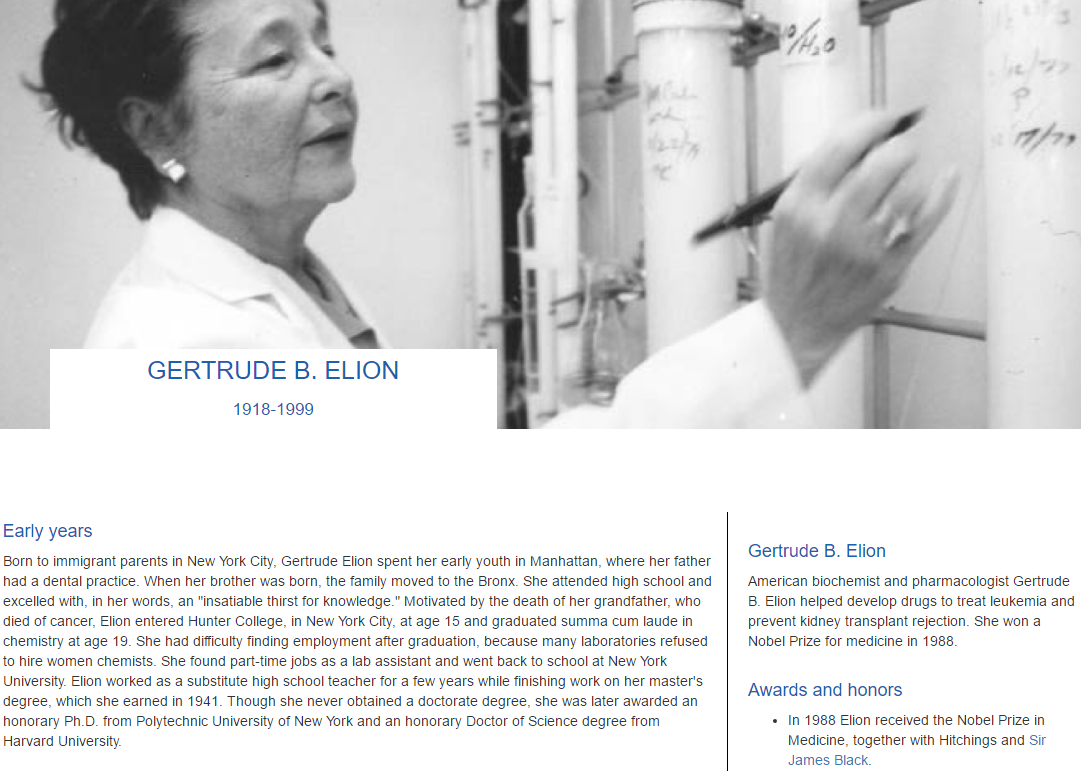 10/H₂O
GERTRUDE B. ELION
1918-1999
Early years
Born to immigrant parents in New York City, Gertrude Elion spent her early youth in Manhattan, where her father
had a dental practice. When her brother was born, the family moved to the Bronx. She attended high school and
excelled with, in her words, an "insatiable thirst for knowledge." Motivated by the death of her grandfather, who
died of cancer, Elion entered Hunter College, in New York City, at age 15 and graduated summa cum laude in
chemistry at age 19. She had difficulty finding employment after graduation, because many laboratories refused
to hire women chemists. She found part-time jobs as a lab assistant and went back to school at New York
University. Elion worked as a substitute high school teacher for a few years while finishing work on her master's
degree, which she earned in 1941. Though she never obtained a doctorate degree, she was later awarded an
honorary Ph.D. from Polytechnic University of New York and an honorary Doctor of Science degree from
Harvard University.
Gertrude B. Elion
American biochemist and pharmacologist Gertrude
B. Elion helped develop drugs to treat leukemia and
prevent kidney transplant rejection. She won a
Nobel Prize for medicine in 1988.
Awards and honors
• In 1988 Elion received the Nobel Prize in
Medicine, together with Hitchings and Sir
James Black.